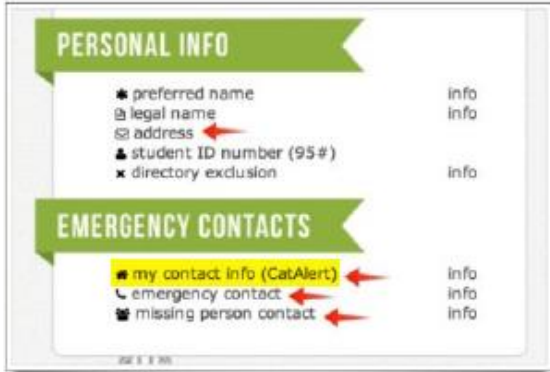 PERSONAL INFO
preferred name info
legal name info
address
student ID number (95#)
directory exclusion info
EMERGENCY CONTACTS
my contact info (CatAlert) info
emergency contact info
missing person contact info